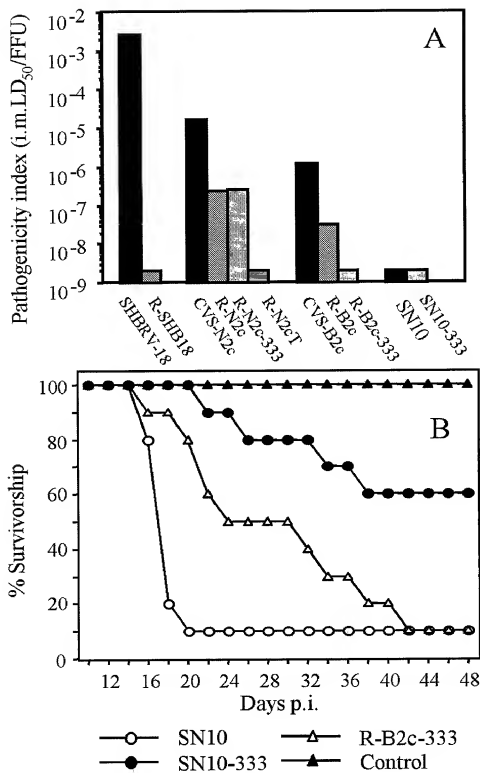 A
Pathogenicity index (i.m.LD50/FFU)
10-2
10-3
10-4
10-5
10-6
10-7
10-8
10-9
SHBRV-18
R-SHB18
CVS-N2c
R-N2c
R-N2c-333
R-N2cT
CVS-B2c
R-B2c
R-B2c-333
SN10
SN10-333
B
% Survivorship
100
80
60
40
20
0
12 16 20 24 28 32 36 40 44 48
Days p.i.
SN10
R-B2c-333
SN10-333
Control